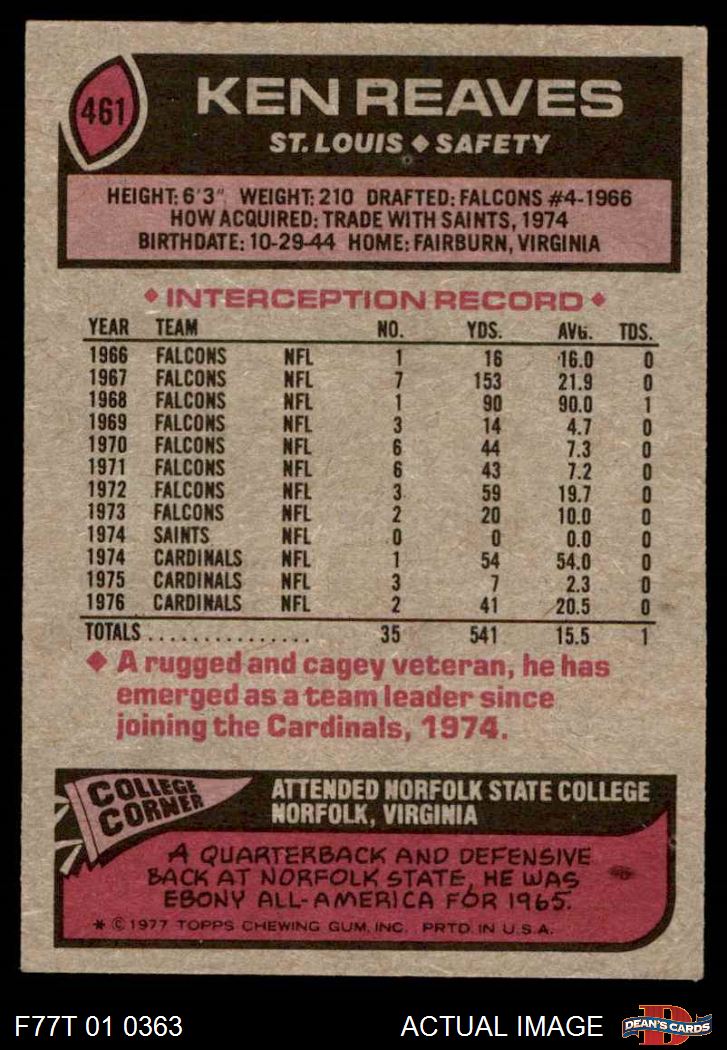 461
KEN REAVES
ST. LOUIS ◆ SAFETY
HEIGHT: 6'3" WEIGHT: 210 DRAFTED: FALCONS #4-1966
HOW ACQUIRED: TRADE WITH SAINTS, 1974
BIRTHDATE: 10-29-44 HOME: FAIRBURN, VIRGINIA
◆ INTERCEPTION RECORD ◆
YEAR TEAM NO. YDS. AVG. TDS.
1966 FALCONS NFL 1 16 16.0 0
1967 FALCONS NFL 7 153 21.9 0
1968 FALCONS NFL 1 90 90.0 1
1969 FALCONS NFL 3 14 4.7 0
1970 FALCONS NFL 6 44 7.3 0
1971 FALCONS NFL 6 43 7.2 0
1972 FALCONS NFL 3 59 19.7 0
1973 FALCONS NFL 2 20 10.0 0
1974 SAINTS NFL 0 0 0.0 0
1974 CARDINALS NFL 1 54 54.0 0
1975 CARDINALS NFL 3 7 2.3 0
1976 CARDINALS NFL 2 41 20.5 0
TOTALS ............... 35 541 15.5 1
◆ A rugged and cagey veteran, he has
emerged as a team leader since
joining the Cardinals, 1974.
COLLEGE
CORNER
ATTENDED NORFOLK STATE COLLEGE
NORFOLK, VIRGINIA
A QUARTERBACK AND DEFENSIVE
BACK AT NORFOLK STATE, HE WAS
EBONY ALL-AMERICA FOR 1965.
* © 1977 TOPPS CHEWING GUM, INC. PRTD. IN U.S.A.
F77T 01 0363 ACTUAL IMAGE
D
DEAN'S CARDS